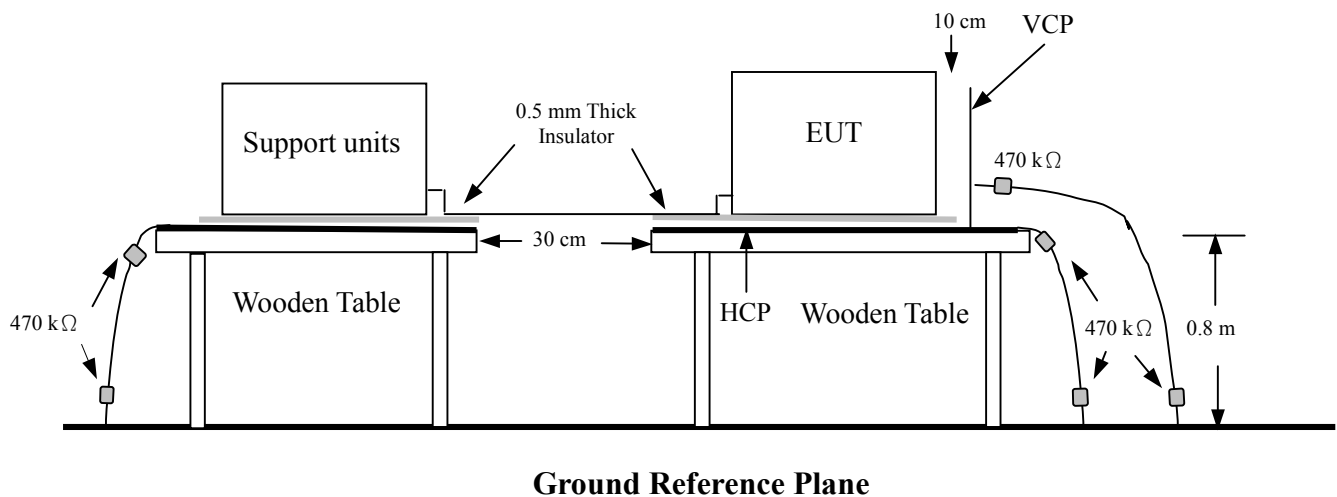 10 cm
VCP
0.5 mm Thick
Insulator
Support units
EUT
470 kΩ
30 cm
Wooden Table
HCP
Wooden Table
470 kΩ
470 kΩ
0.8 m
Ground Reference Plane